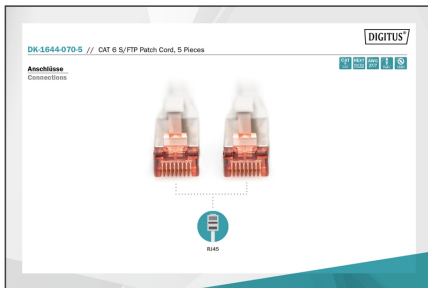 DIGITUS®
DK-1644-070-5 // CAT 6 S/FTP Patch Cord, 5 Pieces
Anschlüsse
Connections
RJ45